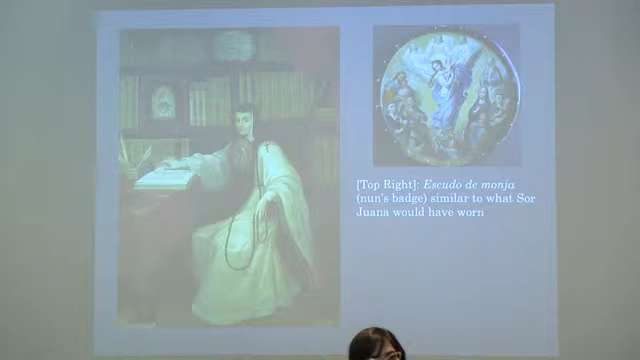 [Top Right]: Escudo de monja
(nun's badge) similar to what Sor
Juana would have worn